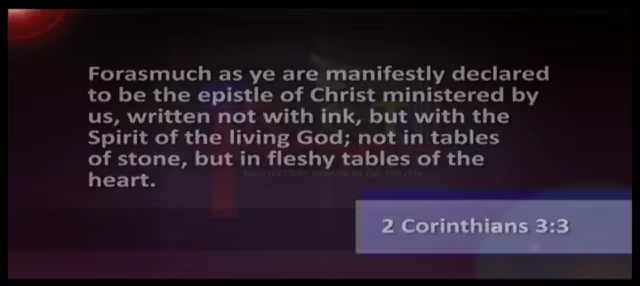 Forasmuch as ye are manifestly declared
to be the epistle of Christ ministered by
us, written not with ink, but with the
Spirit of the living God; not in tables
of stone, but in fleshy tables of the
heart.
2 Corinthians 3:3